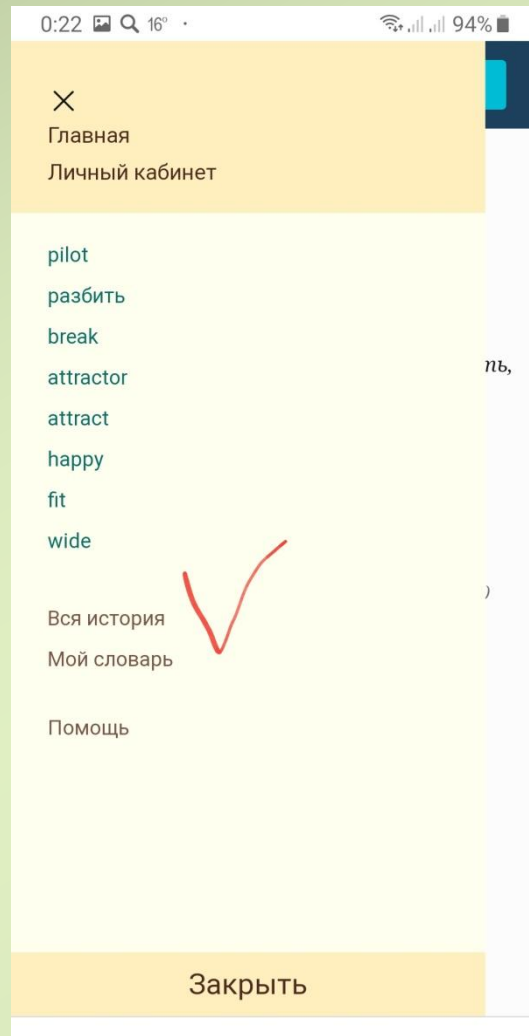 0:22 16° · 94%
Главная
Личный кабинет
pilot
разбить
break
attractor
attract
ть,
happy
fit
wide
)
Вся история
Мой словарь
Помощь
Закрыть